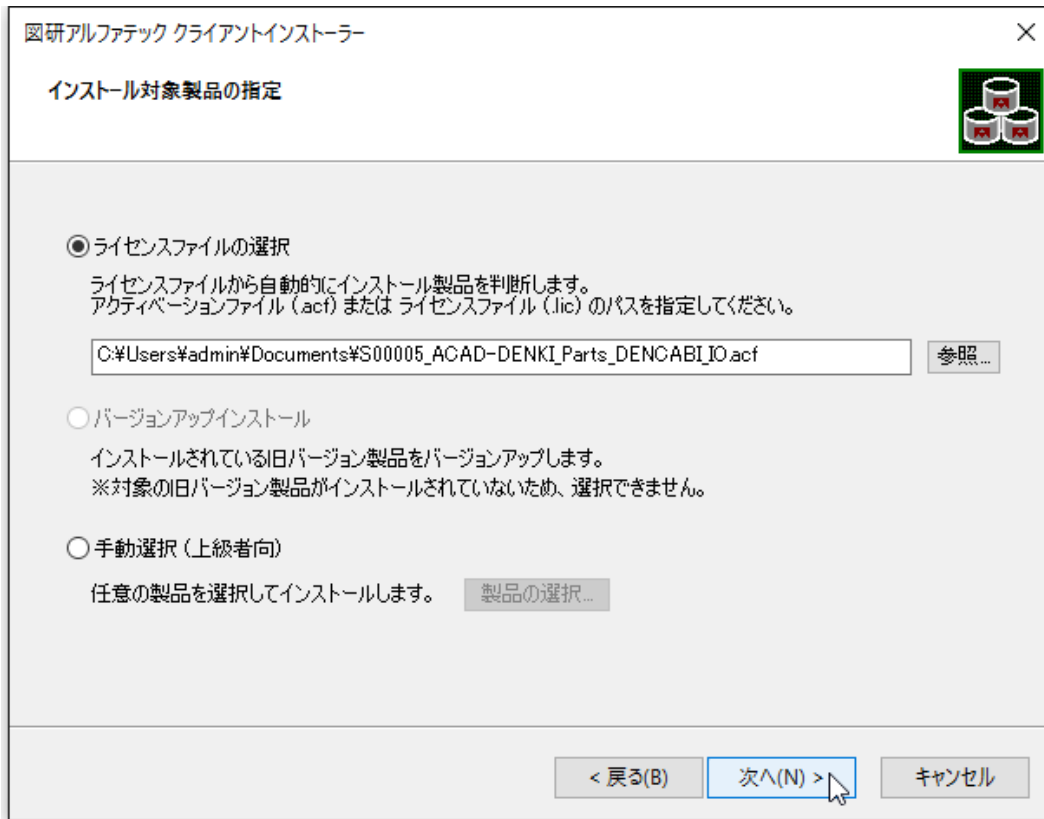 図研アルファテック クライアントインストーラー
インストール対象製品の指定
ライセンスファイルの選択
ライセンスファイルから自動的にインストール製品を判断します。
アクティベーションファイル (.acf) または ライセンスファイル (.lic) のパスを指定してください。
C:¥Users¥admin¥Documents¥S00005_ACAD-DENKI_Parts_DENCABI_IO.acf
参照...
バージョンアップインストール
インストールされている旧バージョン製品をバージョンアップします。
※対象の旧バージョン製品がインストールされていないため、選択できません。
手動選択 (上級者向)
任意の製品を選択してインストールします。
製品の選択...
< 戻る(B)
次へ(N) >
キャンセル